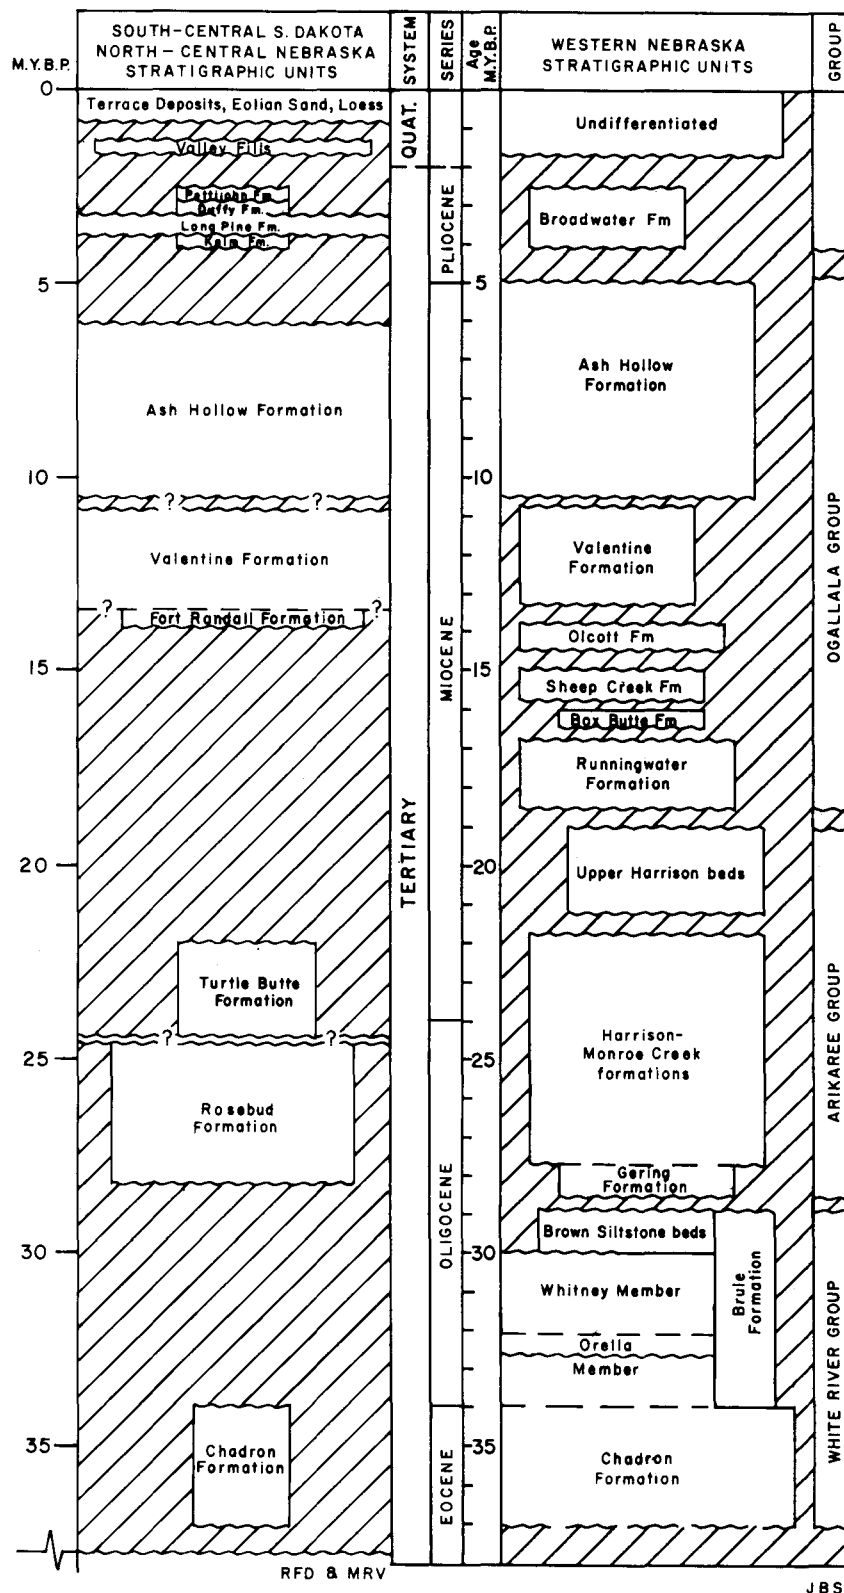 SOUTH-CENTRAL S. DAKOTA
NORTH-CENTRAL NEBRASKA
STRATIGRAPHIC UNITS
M.Y.B.P.
SYSTEM
SERIES
Age
M.Y.B.P.
WESTERN NEBRASKA
STRATIGRAPHIC UNITS
GROUP
0
5
10
15
20
25
30
35
Terrace Deposits, Eolian Sand, Loess
Valley Fills
Pettijohn Fm
Duffy Fm.
Long Pine Fm.
Keim Fm.
Ash Hollow Formation
? ?
Valentine Formation
? ?
Fort Randall Formation
Turtle Butte
Formation
? ?
Rosebud
Formation
Chadron
Formation
RFD & MRV
QUAT.
TERTIARY
PLIOCENE
MIOCENE
OLIGOCENE
EOCENE
5
10
15
20
25
30
35
Undifferentiated
Broadwater Fm
Ash Hollow
Formation
Valentine
Formation
Olcott Fm
Sheep Creek Fm
Box Butte Fm
Runningwater
Formation
Upper Harrison beds
Harrison-
Monroe Creek
formations
Gering
Formation
Brown Siltstone beds
Whitney Member
Orella
Member
Brule
Formation
Chadron
Formation
OGALLALA GROUP
ARIKAREE GROUP
WHITE RIVER GROUP
JBS